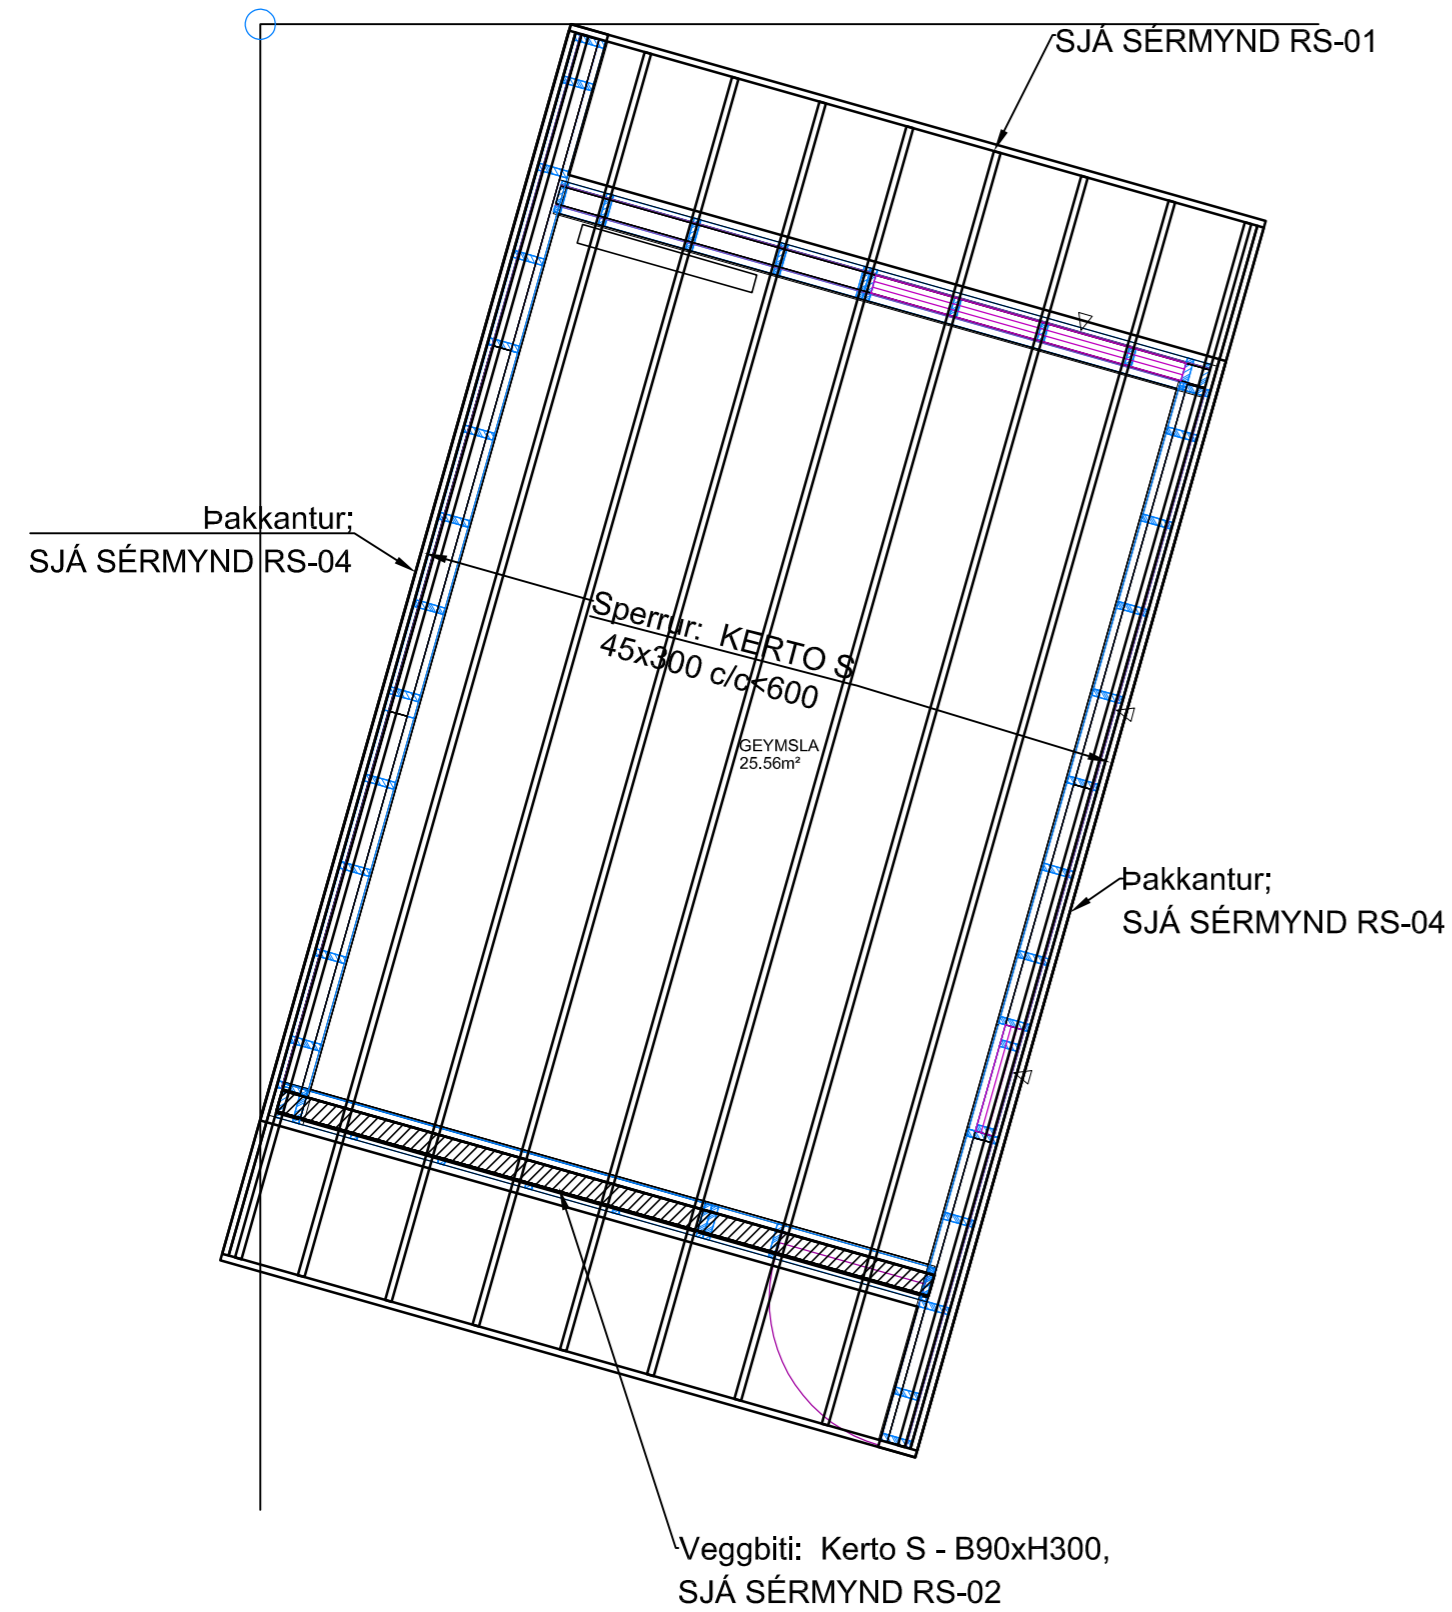 SJÁ SÉRMYND RS-01
Þakkantur;
SJÁ SÉRMYND RS-04
Sperrur: KERTO S
45x300 c/c<600
GEYMSLA
25.56m²
Þakkantur;
SJÁ SÉRMYND RS-04
Veggbiti: Kerto S - B90xH300,
SJÁ SÉRMYND RS-02